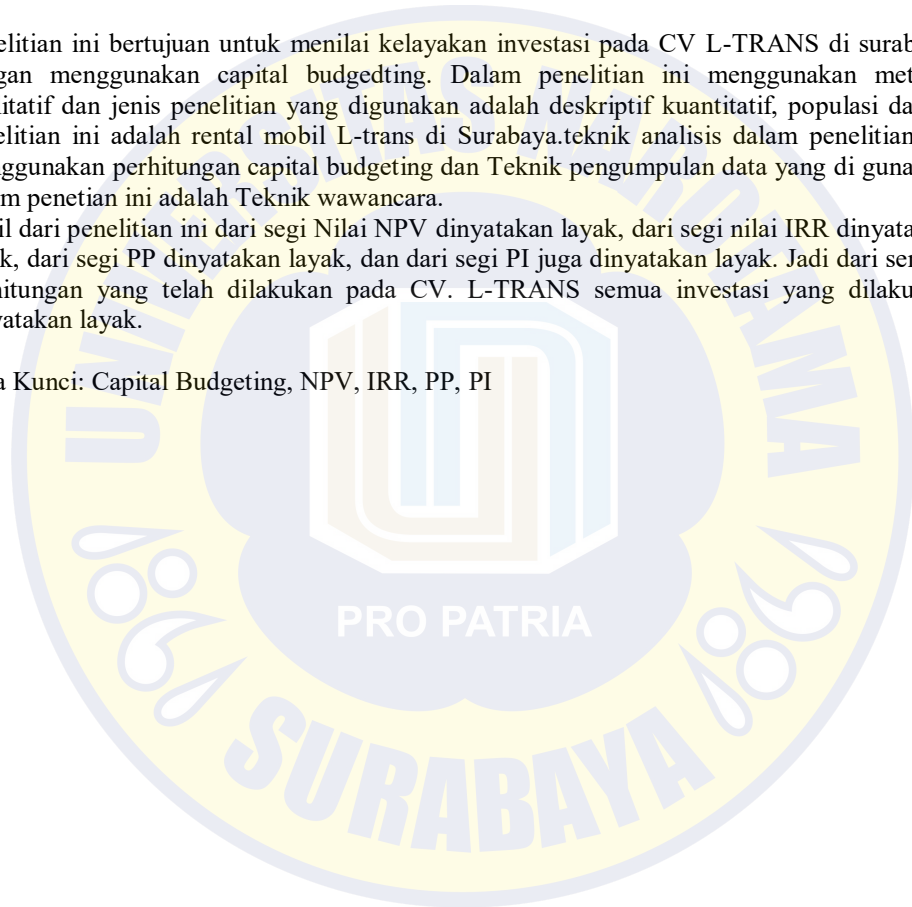 elitian ini bertujuan untuk menilai kelayakan investasi pada CV L-TRANS di surab
gan menggunakan capital budgedting. Dalam penelitian ini menggunakan met
litatif dan jenis penelitian yang digunakan adalah deskriptif kuantitatif, populasi da
elitian ini adalah rental mobil L-trans di Surabaya.teknik analisis dalam penelitian
ggunakan perhitungan capital budgeting dan Teknik pengumpulan data yang di guna
m penetian ini adalah Teknik wawancara.
il dari penelitian ini dari segi Nilai NPV dinyatakan layak, dari segi nilai IRR dinyata
k, dari segi PP dinyatakan layak, dan dari segi PI juga dinyatakan layak. Jadi dari ser
itungan yang telah dilakukan pada CV. L-TRANS semua investasi yang dilaku
yatakan layak.
a Kunci: Capital Budgeting, NPV, IRR, PP, PI
UNIVERSITAS NAROTAMA
PRO PATRIA
SURABAYA